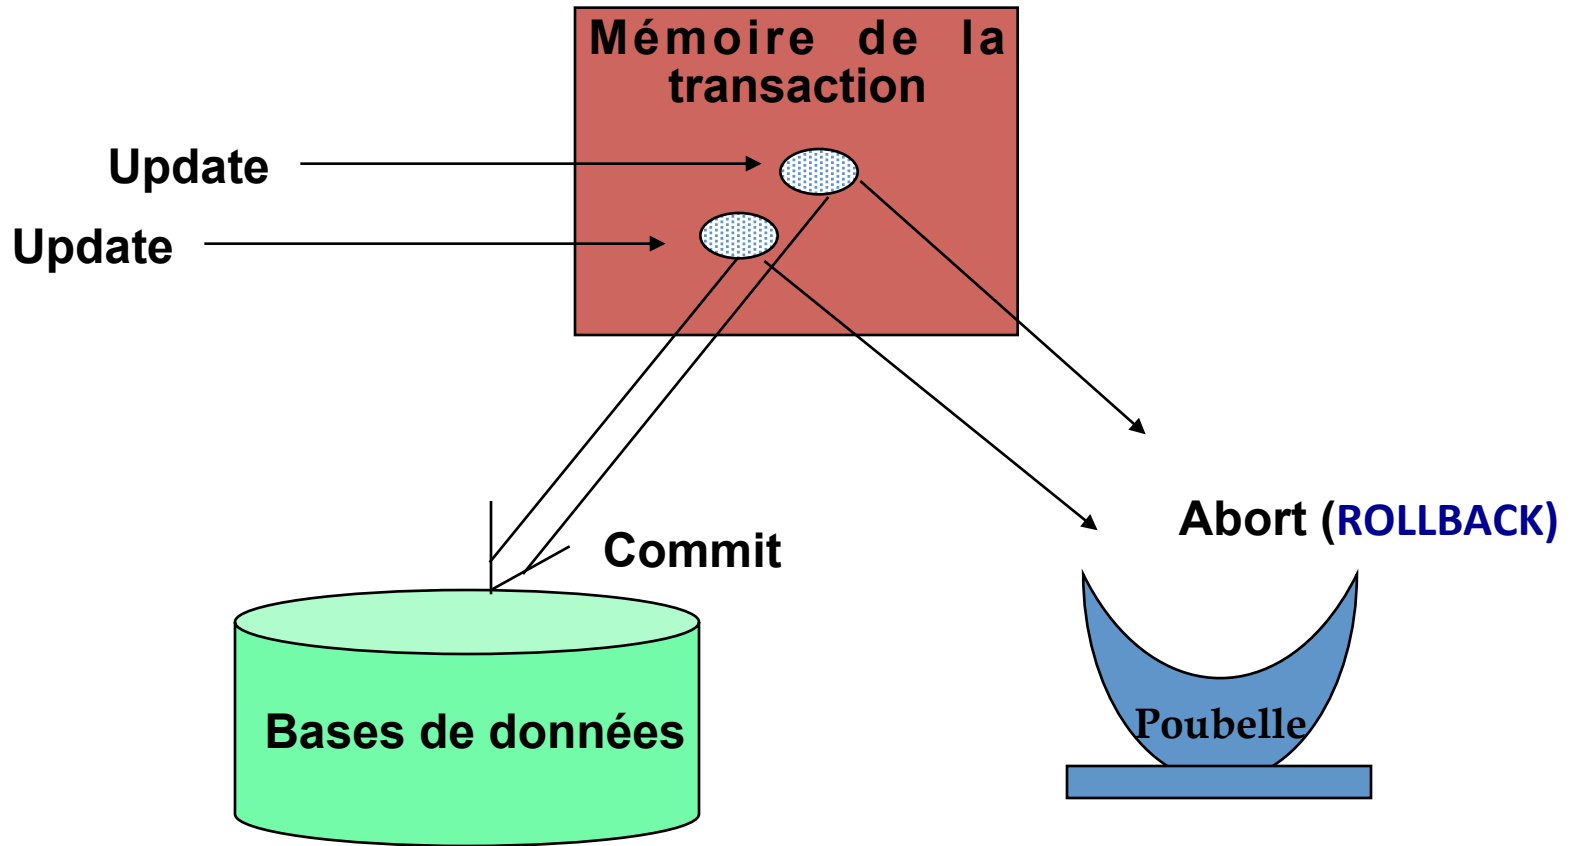 Mémoire de la
transaction
Update
Update
Commit
Abort (ROLLBACK)
Bases de données
Poubelle